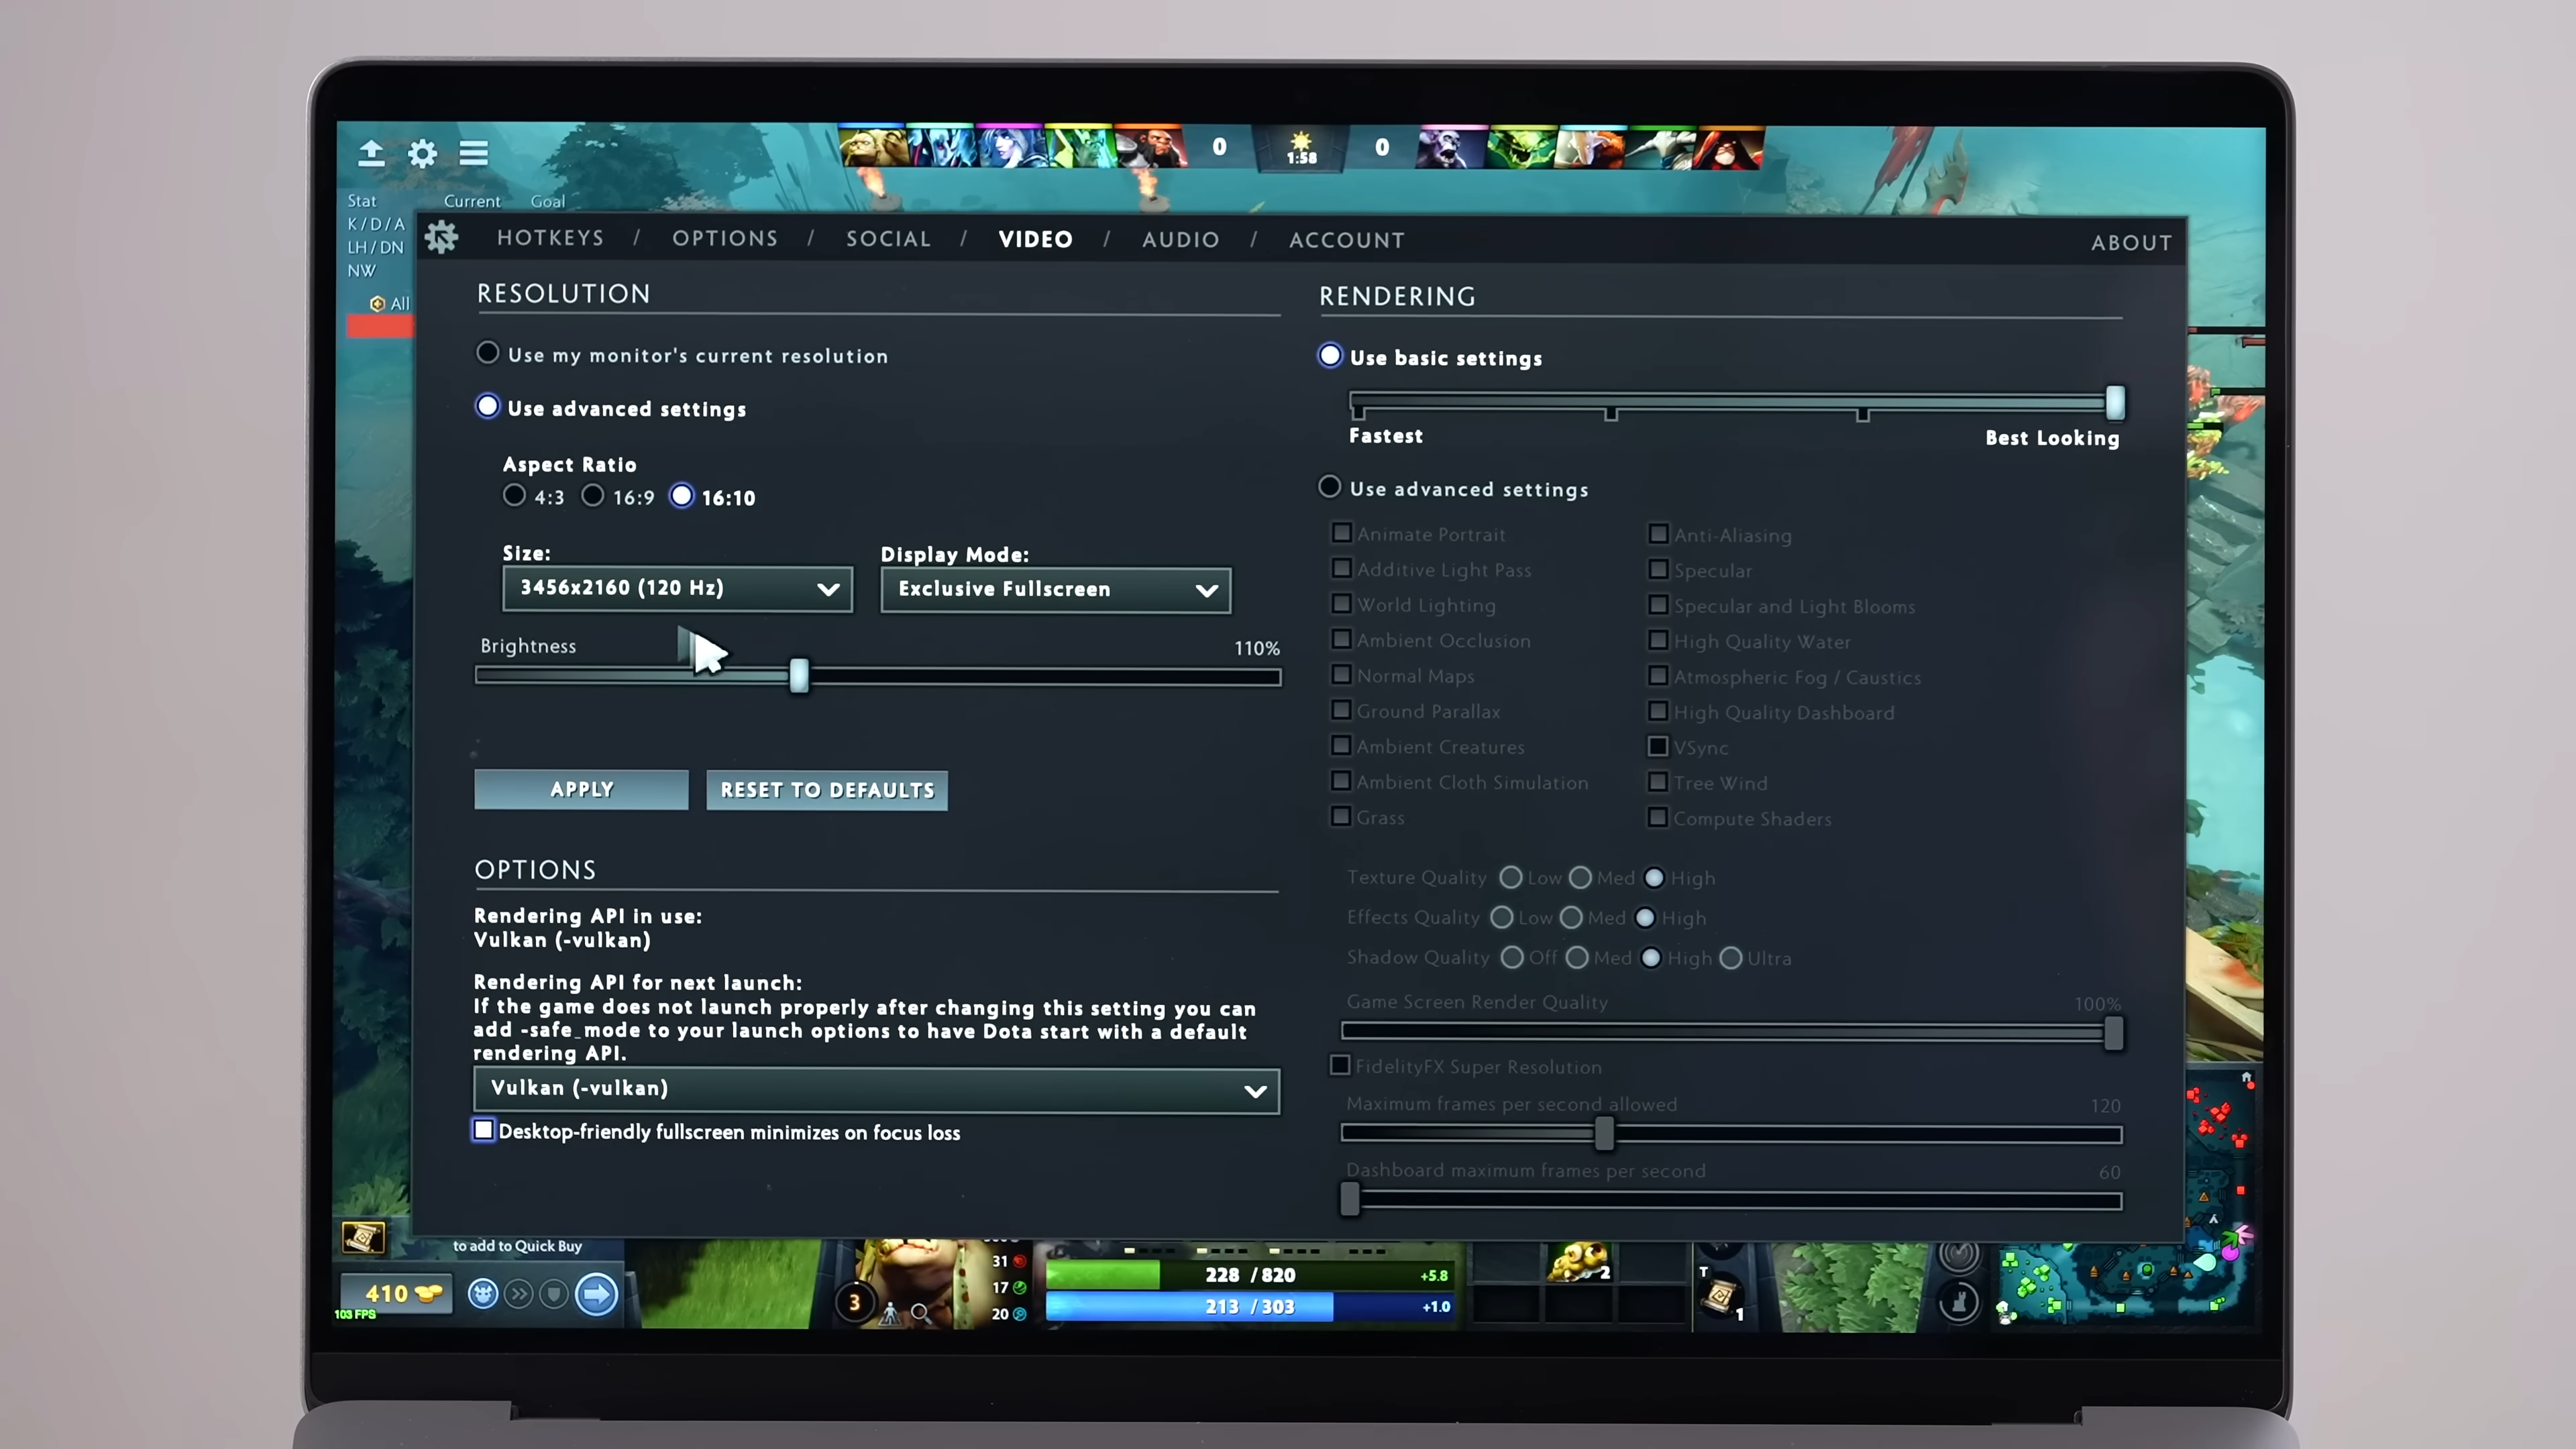 0 1:58 0
Stat Current Goal
K / D / A
LH / DN
NW
All
HOTKEYS / OPTIONS / SOCIAL / VIDEO / AUDIO / ACCOUNT
ABOUT
RESOLUTION
Use my monitor's current resolution
Use advanced settings
Aspect Ratio
4:3 16:9 16:10
Size: Display Mode:
3456x2160 (120 Hz) Exclusive Fullscreen
Brightness 110%
APPLY RESET TO DEFAULTS
OPTIONS
Rendering API in use:
Vulkan (-vulkan)
Rendering API for next launch:
If the game does not launch properly after changing this setting you can
add -safe_mode to your launch options to have Dota start with a default
rendering API.
Vulkan (-vulkan)
Desktop-friendly fullscreen minimizes on focus loss
RENDERING
Use basic settings
Fastest Best Looking
Use advanced settings
Animate Portrait Anti-Aliasing
Additive Light Pass Specular
World Lighting Specular and Light Blooms
Ambient Occlusion High Quality Water
Normal Maps Atmospheric Fog / Caustics
Ground Parallax High Quality Dashboard
Ambient Creatures VSync
Ambient Cloth Simulation Tree Wind
Grass Compute Shaders
Texture Quality Low Med High
Effects Quality Low Med High
Shadow Quality Off Med High Ultra
Game Screen Render Quality 100%
FidelityFX Super Resolution
Maximum frames per second allowed 120
Dashboard maximum frames per second 60
to add to Quick Buy
410
103 FPS
3
31
17
20
228 / 820 +5.8
213 / 303 +1.0
2
T
1